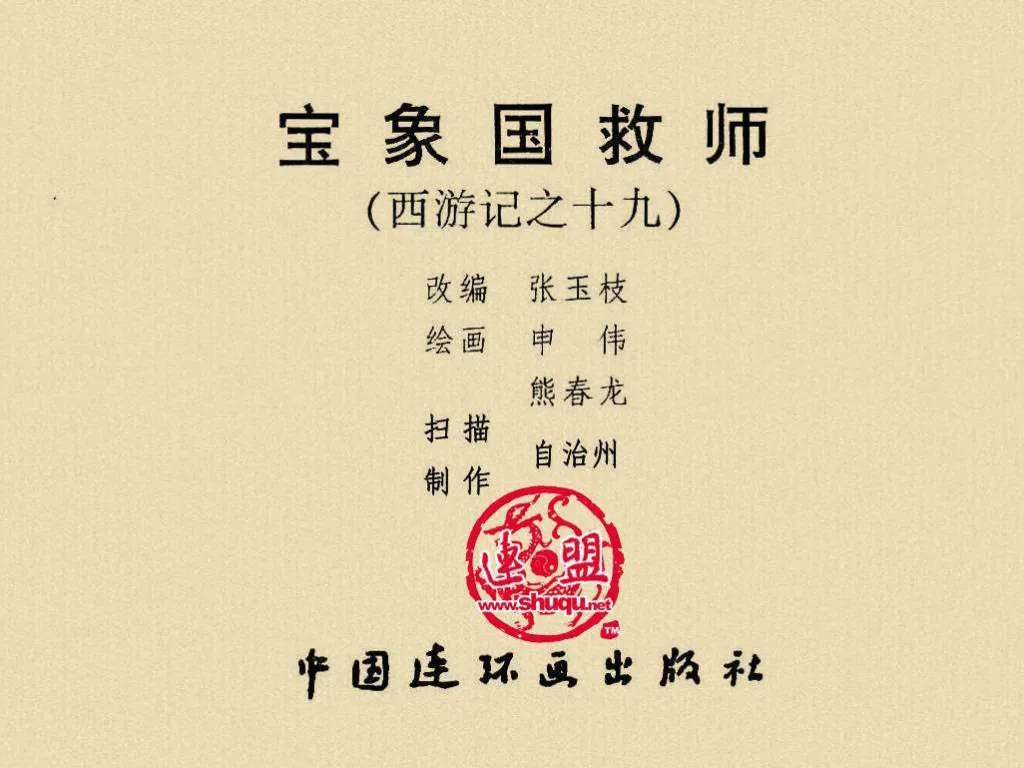 宝象国救师
(西游记之十九)
改编 张玉枝
绘画 申伟
熊春龙
扫描
制作 自治州
連盟
www.shuqu.net
TM
中国连环画出版社